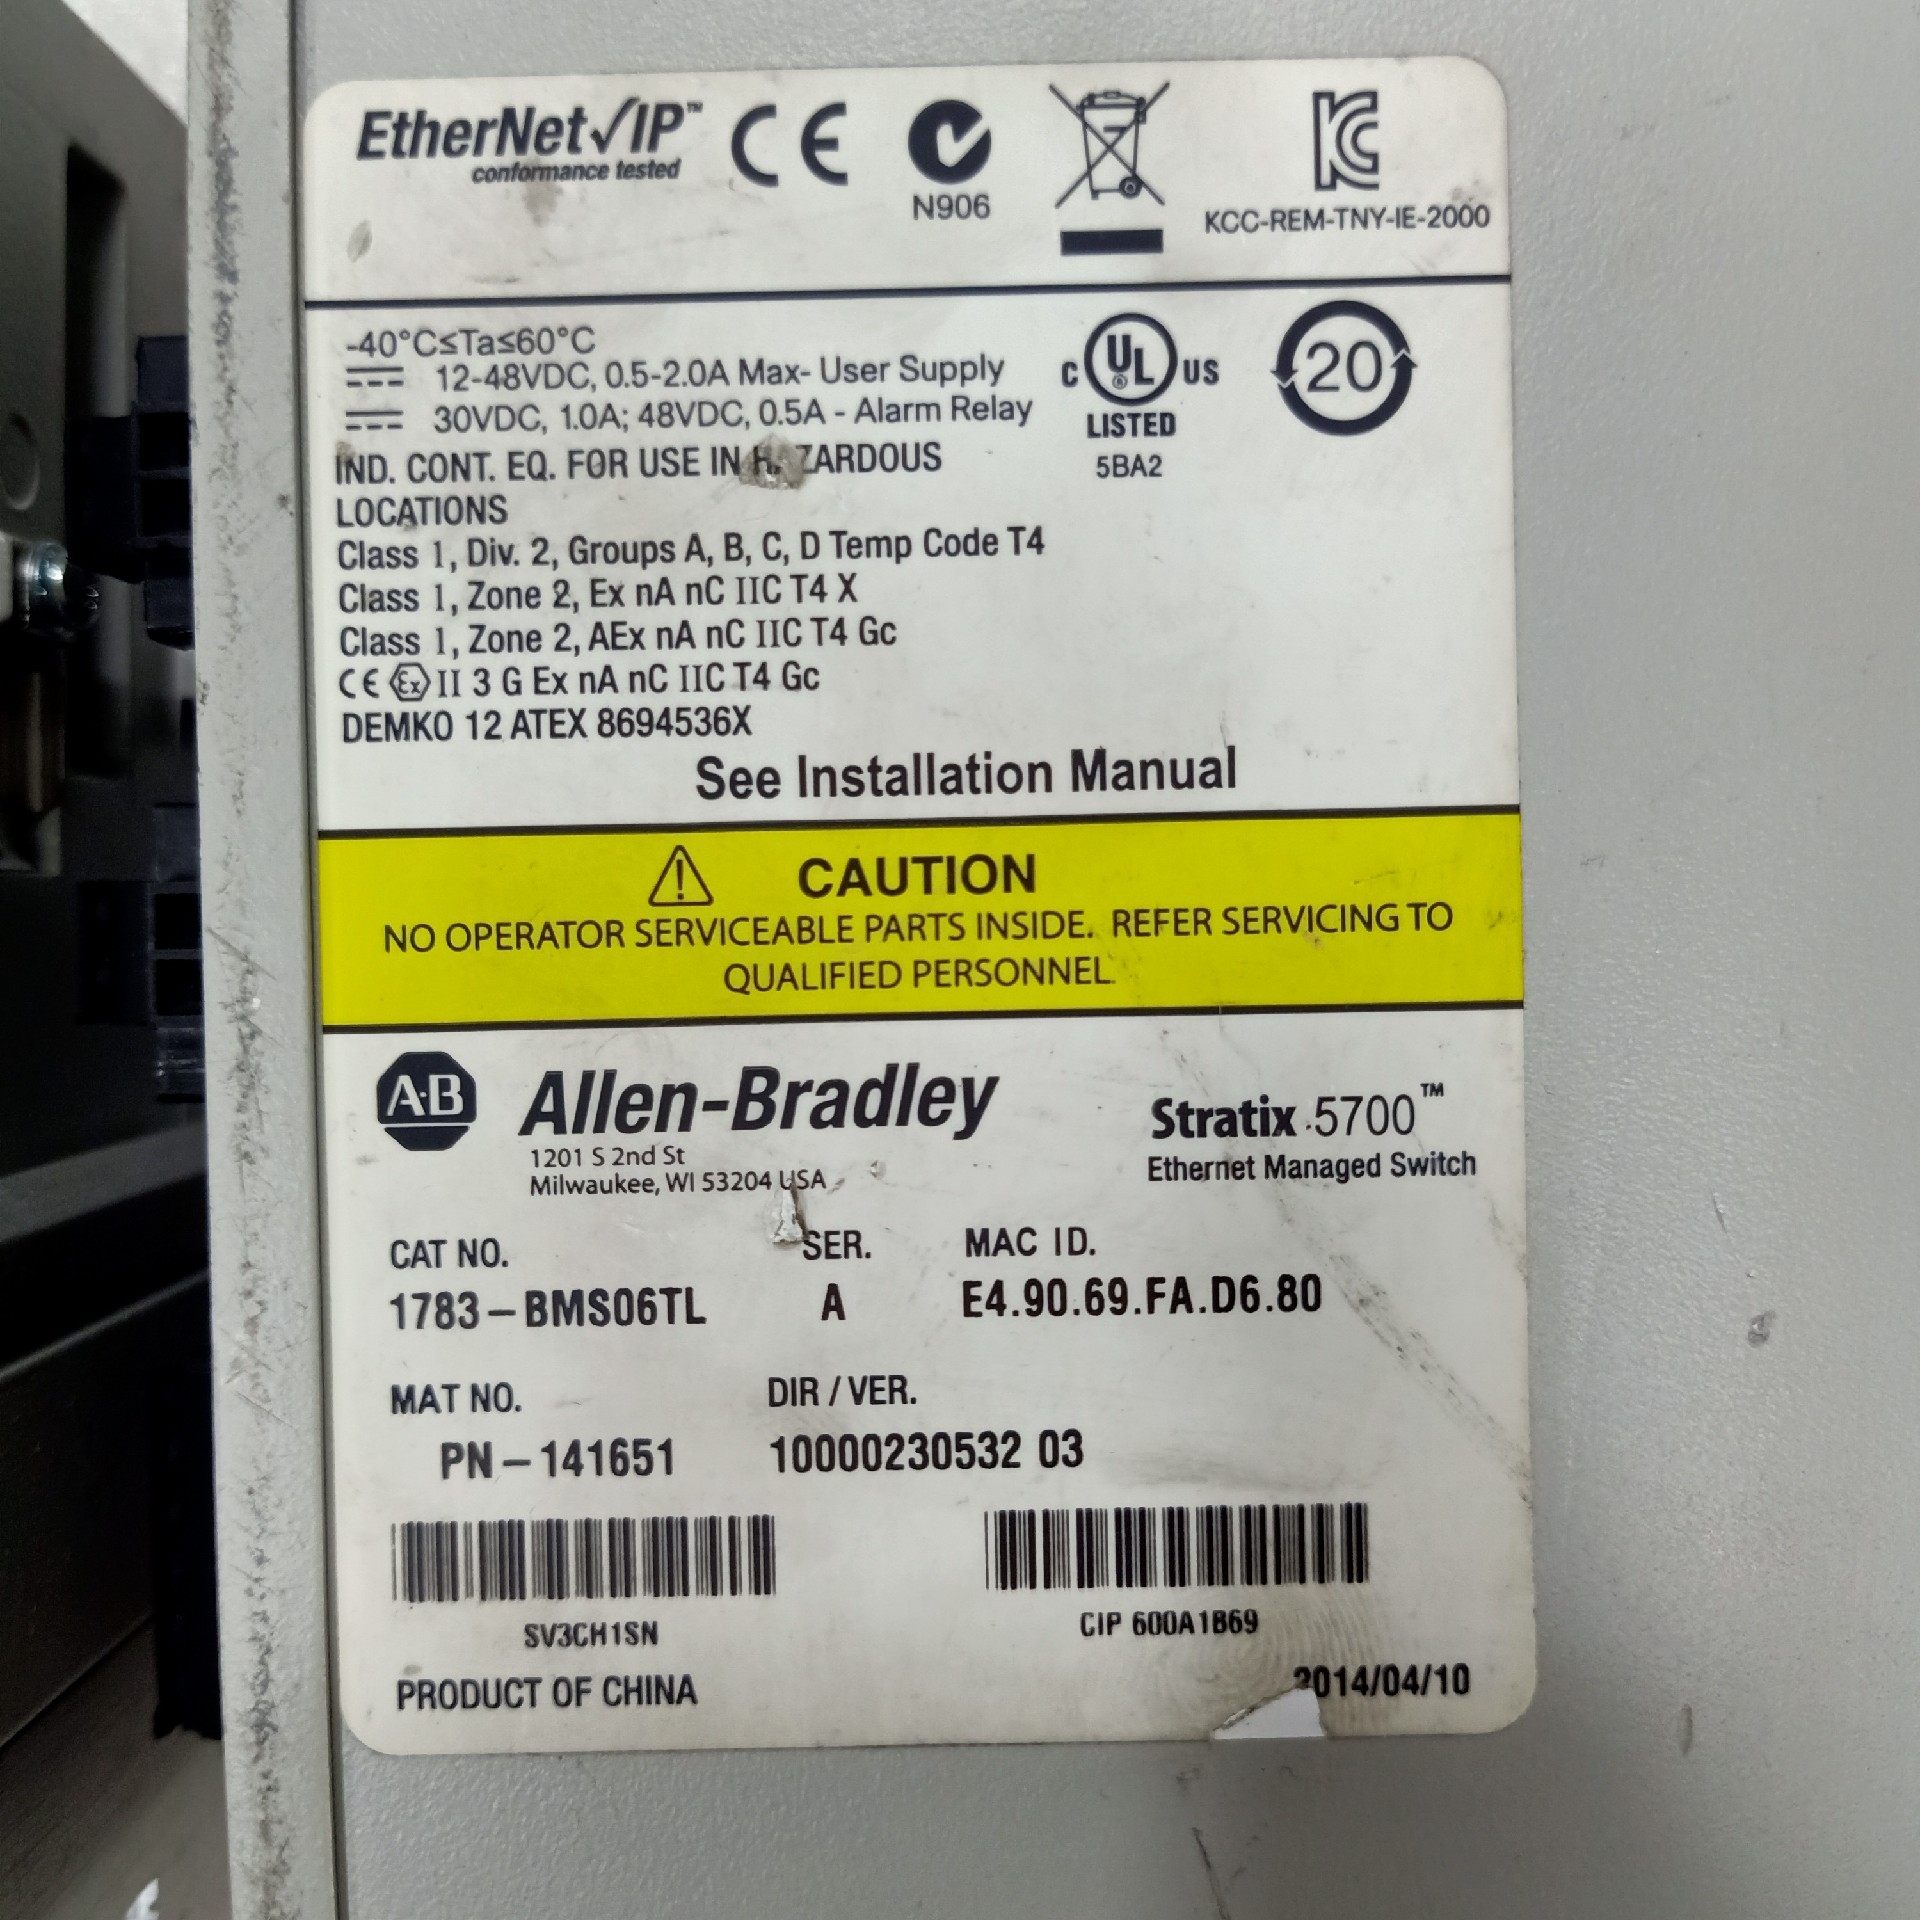 EtherNet/IP™
conformance tested
CE
N906
KCC-REM-TNY-IE-2000
-40°C≤Ta≤60°C
12-48VDC, 0.5-2.0A Max- User Supply
30VDC, 1.0A; 48VDC, 0.5A - Alarm Relay
C UL US
LISTED
5BA2
20
IND. CONT. EQ. FOR USE IN HAZARDOUS
LOCATIONS
Class 1, Div. 2, Groups A, B, C, D Temp Code T4
Class 1, Zone 2, Ex nA nC IIC T4 X
Class 1, Zone 2, AEx nA nC IIC T4 Gc
CE Ex II 3 G Ex nA nC IIC T4 Gc
DEMKO 12 ATEX 8694536X
See Installation Manual
CAUTION
NO OPERATOR SERVICEABLE PARTS INSIDE. REFER SERVICING TO
QUALIFIED PERSONNEL.
A·B Allen-Bradley
1201 S 2nd St
Milwaukee, WI 53204 USA
Stratix 5700™
Ethernet Managed Switch
CAT NO. SER. MAC ID.
1783-BMS06TL A E4.90.69.FA.D6.80
MAT NO. DIR / VER.
PN-141651 10000230532 03
SV3CH1SN CIP 600A1B69
PRODUCT OF CHINA 2014/04/10